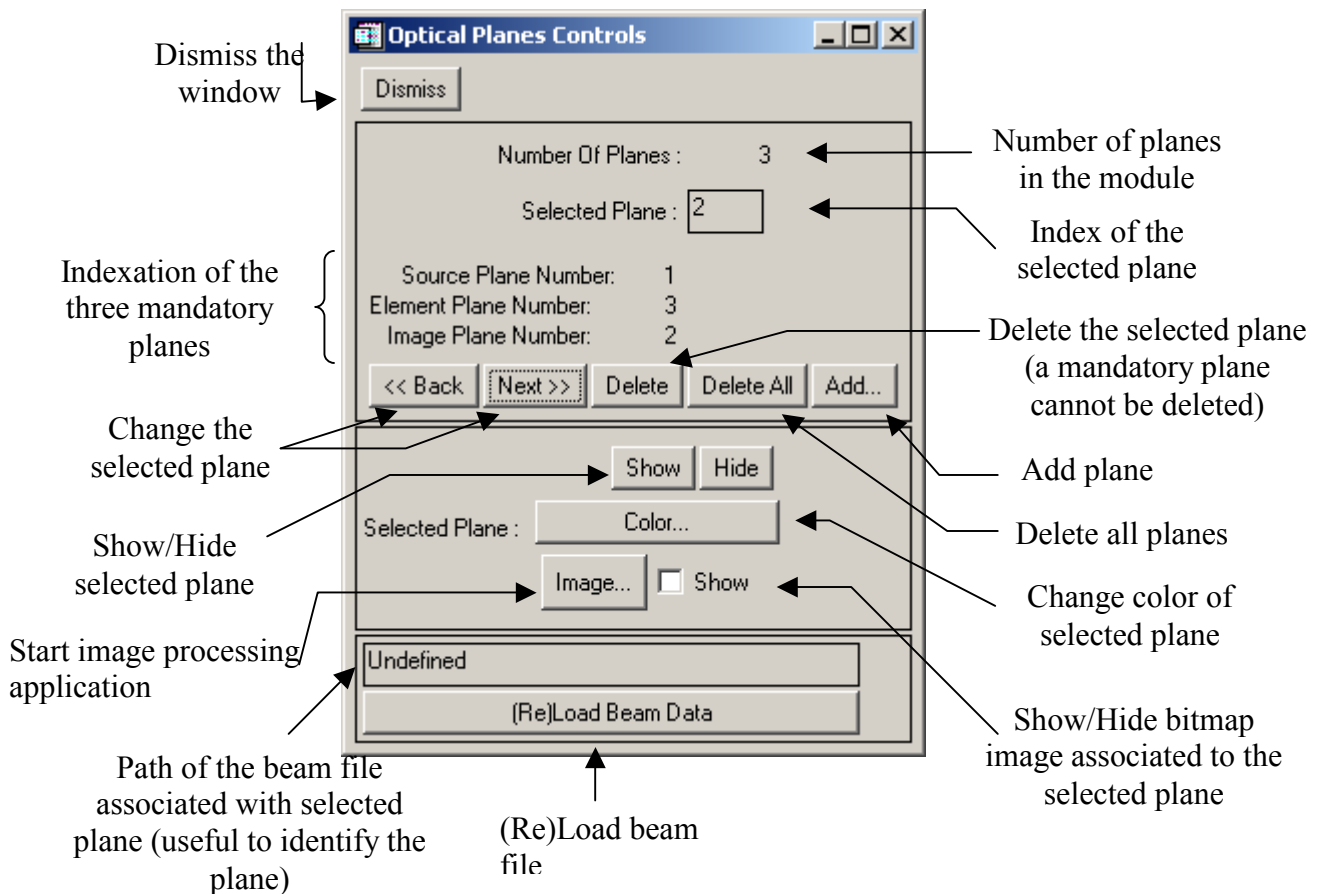 Optical Planes Controls
Dismiss the
window
Dismiss
Number Of Planes : 3
Number of planes
in the module
Selected Plane : 2
Index of the
selected plane
Indexation of the
three mandatory
planes
Source Plane Number: 1
Element Plane Number: 3
Image Plane Number: 2
Delete the selected plane
(a mandatory plane
cannot be deleted)
<< Back Next >> Delete Delete All Add...
Change the
selected plane
Add plane
Show Hide
Selected Plane : Color...
Delete all planes
Show/Hide
selected plane
Image... Show
Change color of
selected plane
Start image processing
application
Undefined
(Re)Load Beam Data
Show/Hide bitmap
image associated to the
selected plane
Path of the beam file
associated with selected
plane (useful to identify the
plane)
(Re)Load beam
file